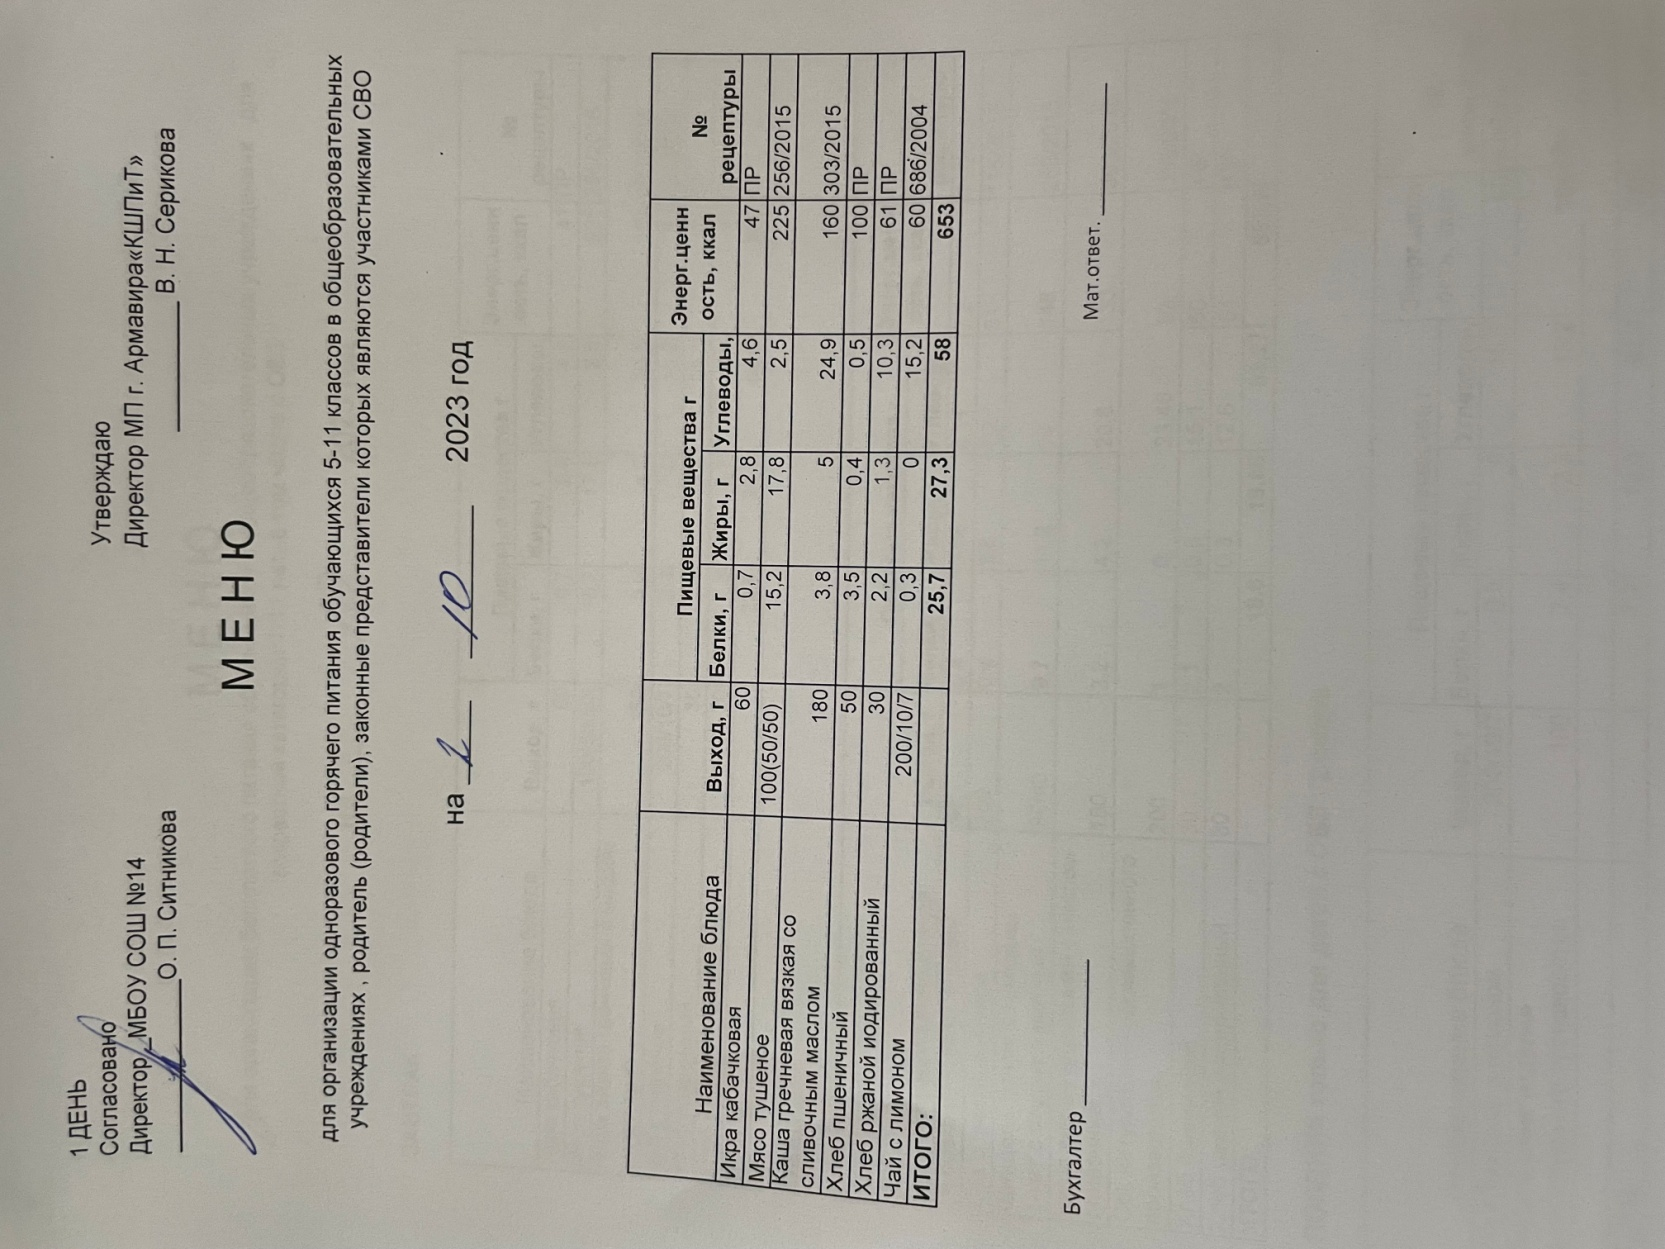 1 ДЕНЬ
Согласовано
Директор_МБОУ СОШ №14
О. П. Ситникова
Утверждаю
Директор МП г. Армавира«КШПиТ»
В. Н. Серикова
М Е Н Ю
для организации одноразового горячего питания обучающихся 5-11 классов в общеобразовательных
учреждениях , родитель (родители), законные представители которых являются участниками СВО
на 2 10 2023 год
Наименование блюда Выход, г Пищевые вещества г Энерг.ценн ость, ккал № рецептуры
Белки, г Жиры, г Углеводы,
Икра кабачковая 60 0,7 2,8 4,6 47 ПР
Мясо тушеное 100(50/50) 15,2 17,8 2,5 225 256/2015
Каша гречневая вязкая со
сливочным маслом 180 3,8 5 24,9 160 303/2015
Хлеб пшеничный 50 3,5 0,4 0,5 100 ПР
Хлеб ржаной иодированный 30 2,2 1,3 10,3 61 ПР
Чай с лимоном 200/10/7 0,3 0 15,2 60 686/2004
ИТОГО: 25,7 27,3 58 653
Бухгалтер
Мат.ответ.